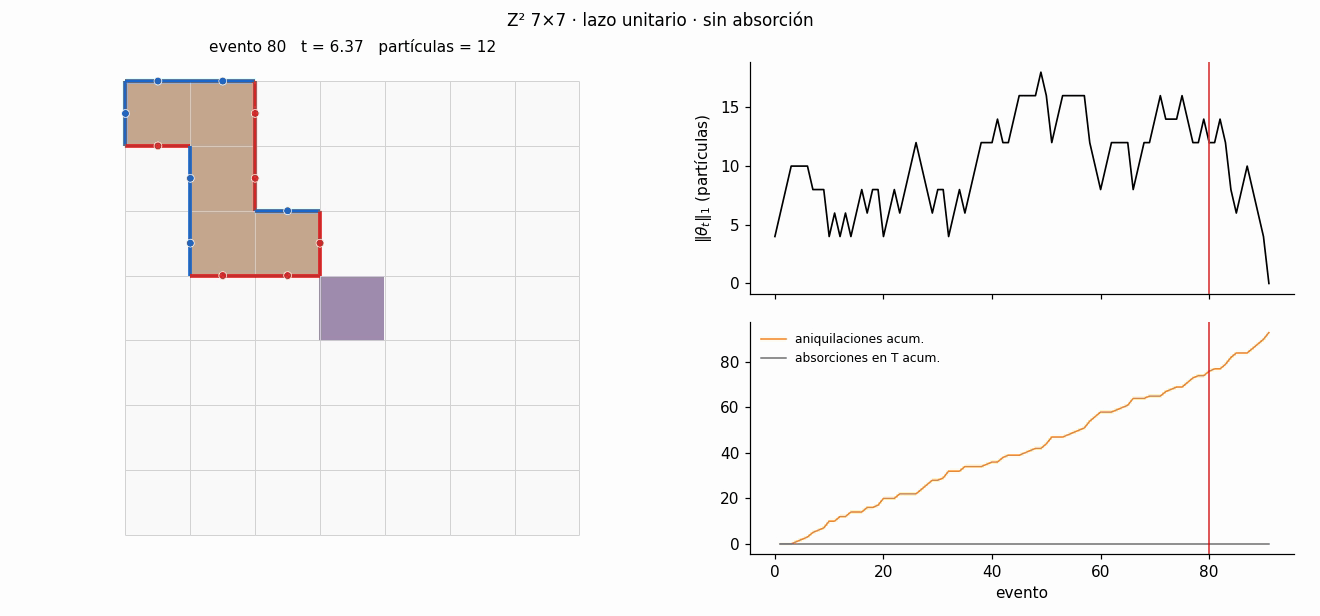 Z² 7×7 · lazo unitario · sin absorción
evento 80   t = 6.37   partículas = 12
‖θₜ‖₁ (partículas)
15
10
5
0
aniquilaciones acum.
absorciones en T acum.
80
60
40
20
0
0
20
40
60
80
evento